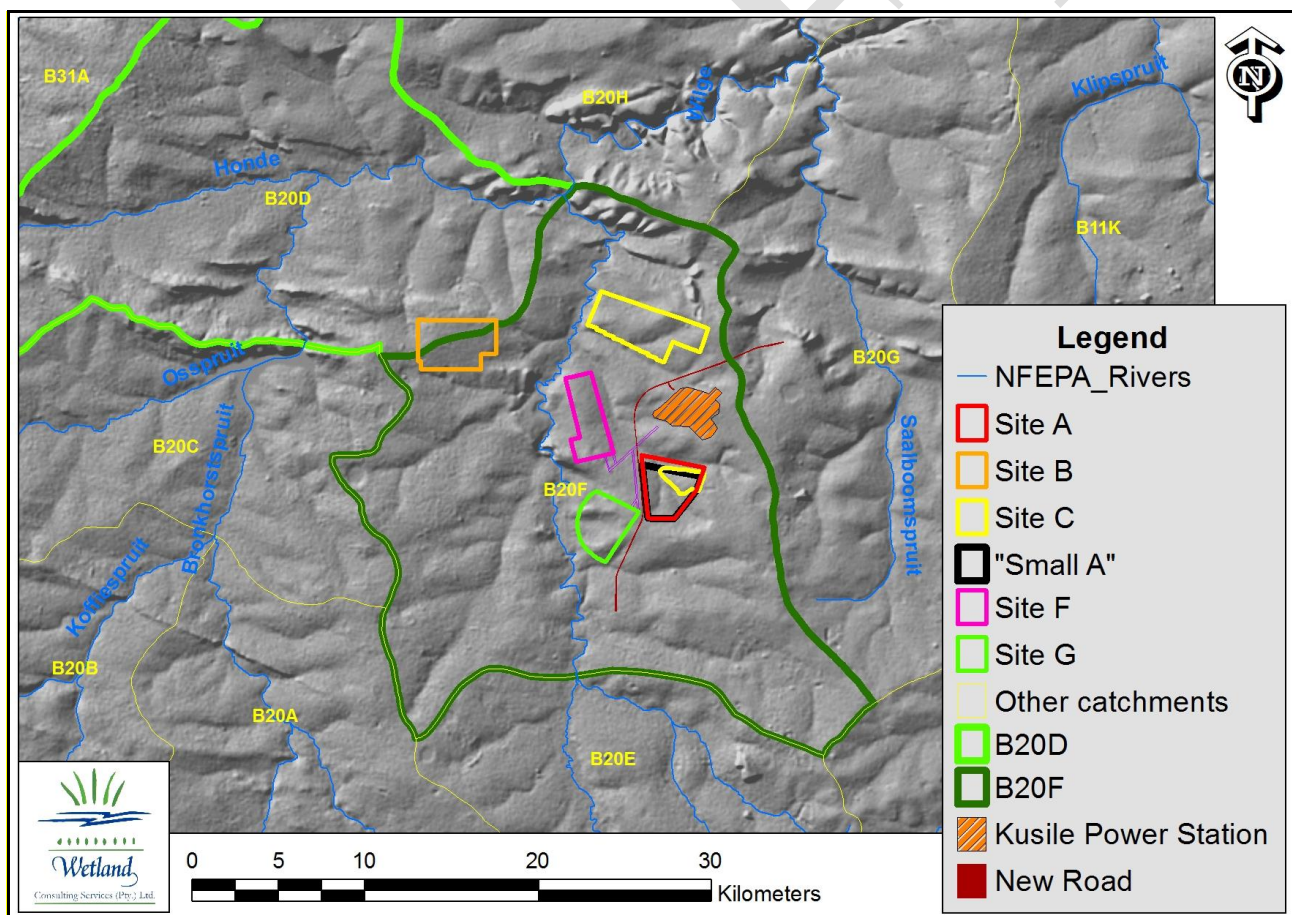 B31A
B20H
Wilge
Klipspruit
N
Honde
B20D
B11K
Osspruit
B20G
B20C
Bronkhorstspruit
B20F
Saalboomspruit
Koffiespruit
B20B
B20A
B20E
Legend
NFEPA_Rivers
Site A
Site B
Site C
"Small A"
Site F
Site G
Other catchments
B20D
B20F
Kusile Power Station
New Road
Wetland
Consulting Services (Pty.) Ltd.
0 5 10 20 30
Kilometers